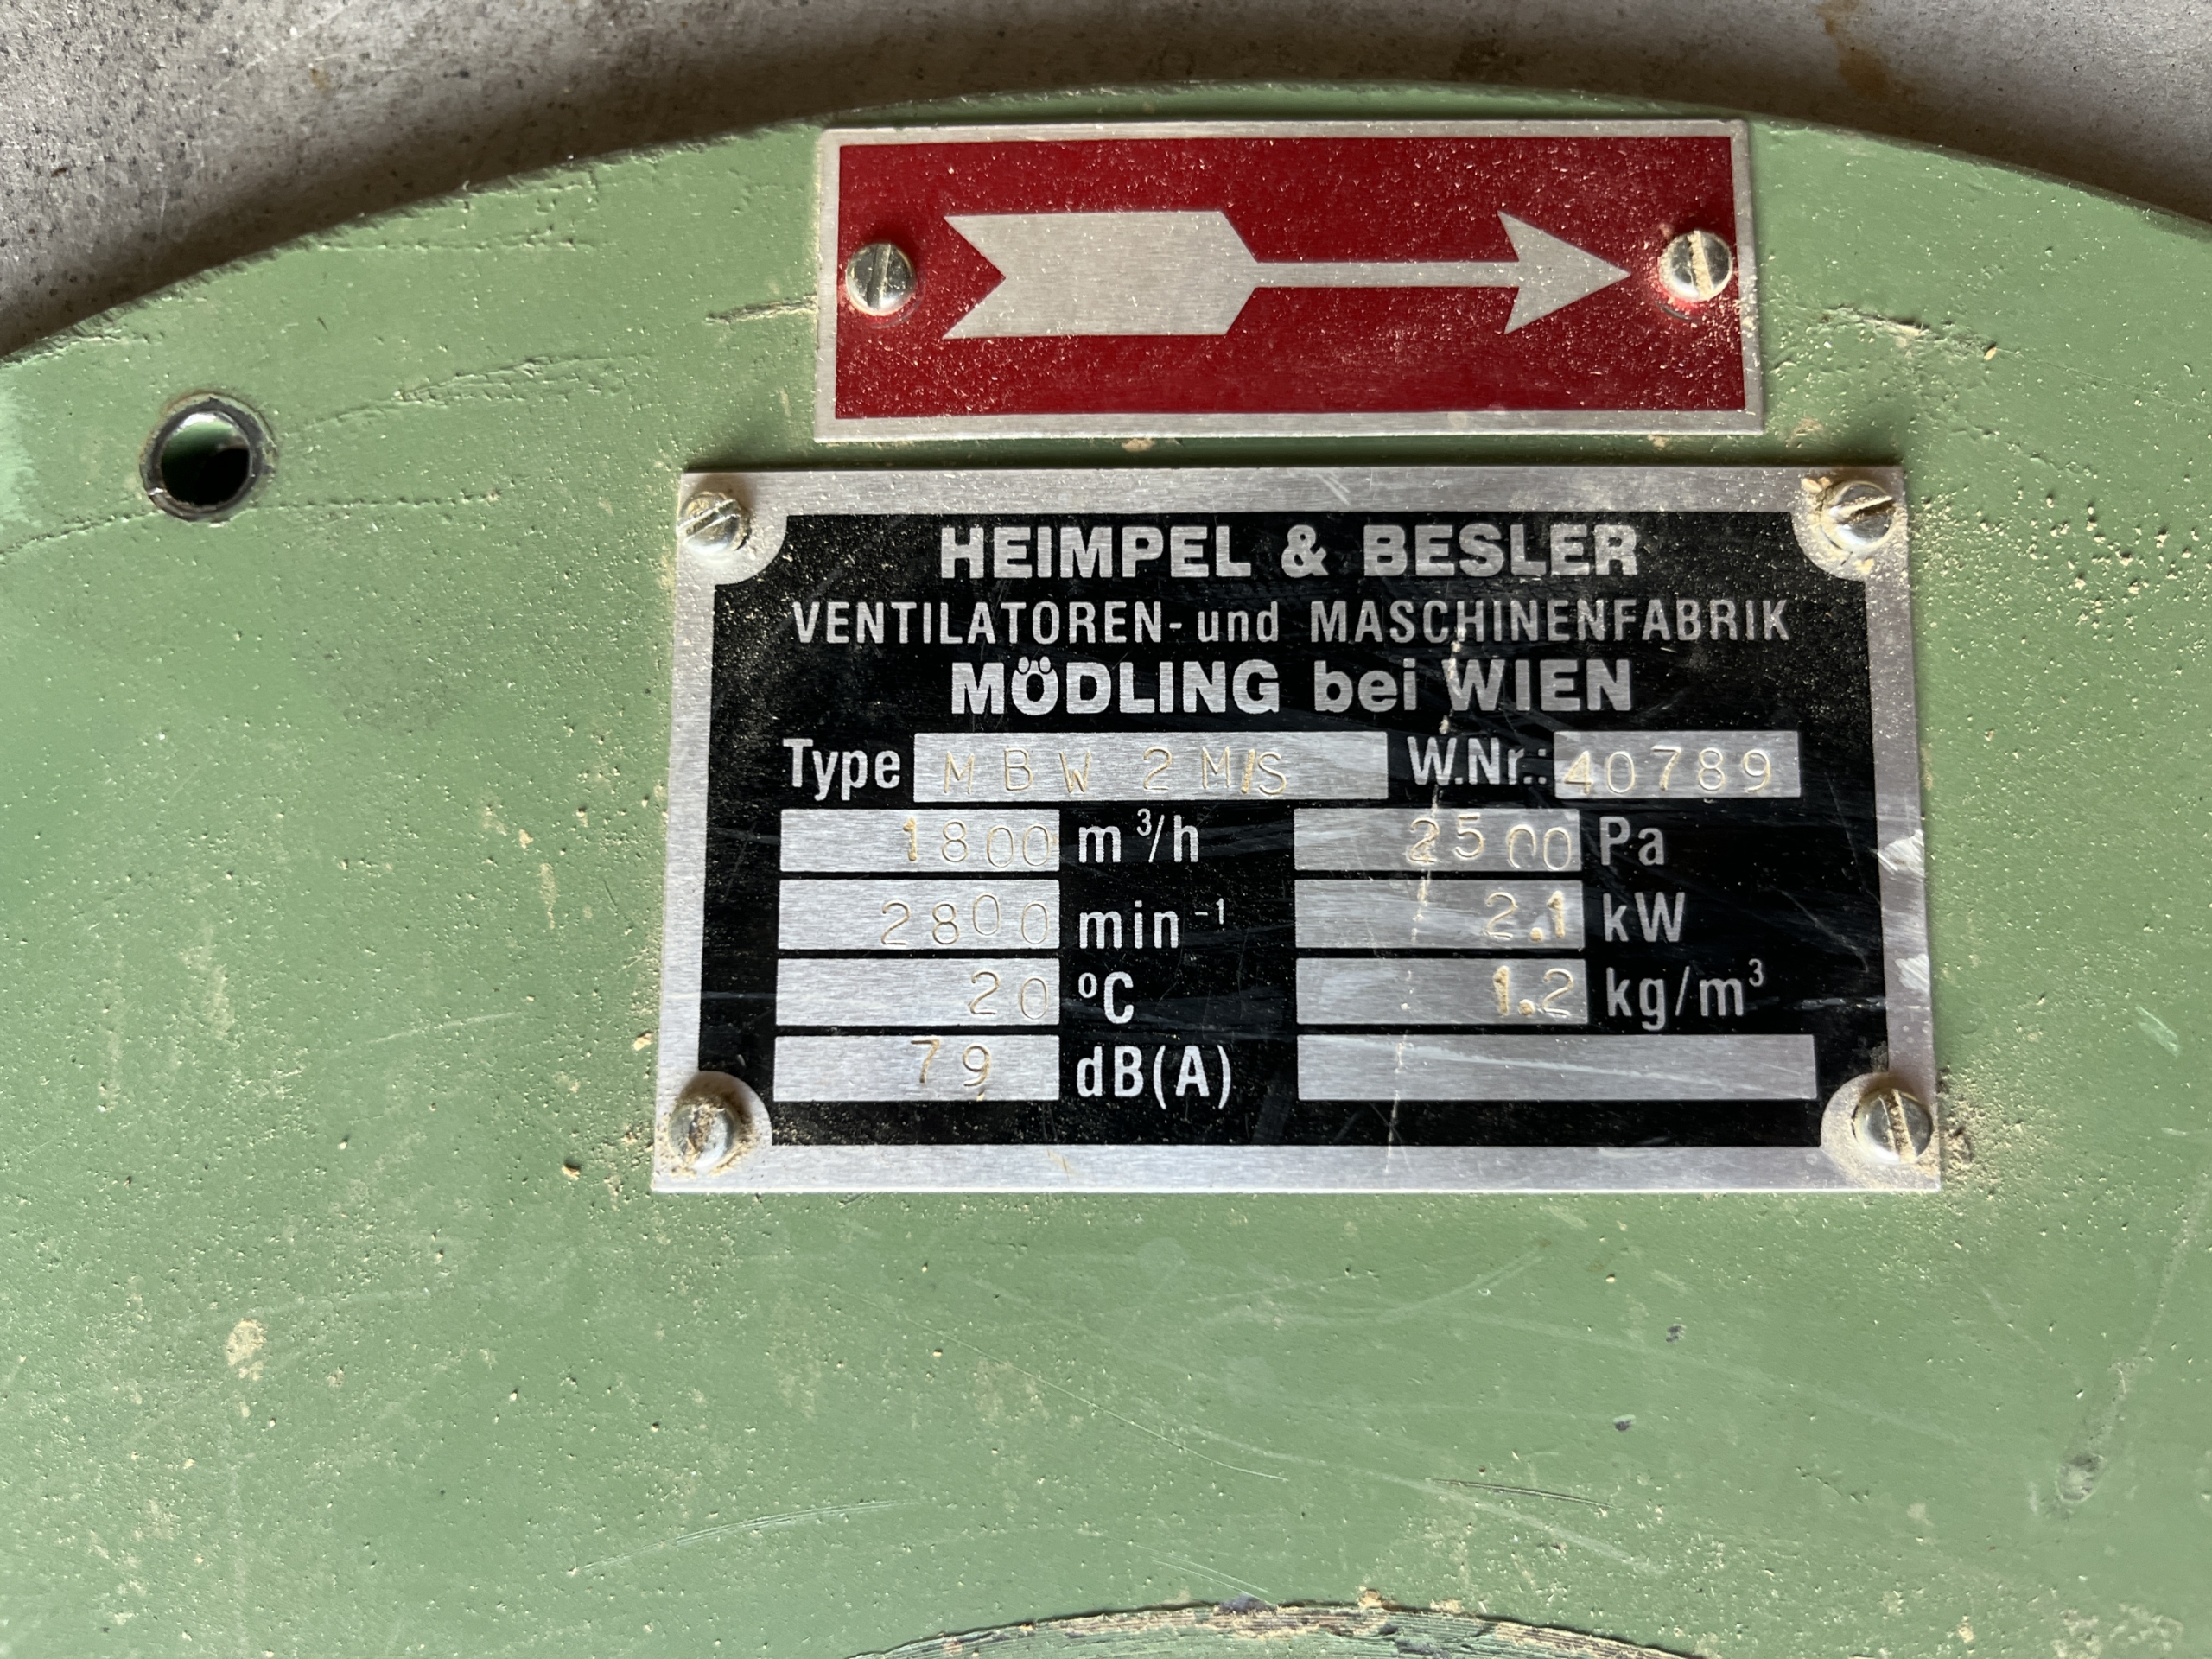 HEIMPEL & BESLER
VENTILATOREN- und MASCHINENFABRIK
MÖDLING bei WIEN
Type MBW 2 M/S W.Nr.: 40789
1800 m³/h 2500 Pa
2800 min⁻¹ 2.1 kW
20 °C 1.2 kg/m³
79 dB(A)